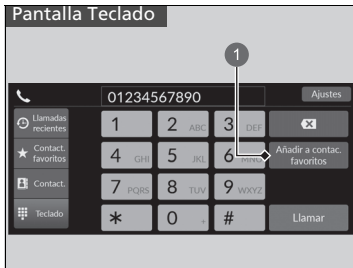 Pantalla Teclado
1
01234567890
Ajustes
Llamadas
recientes
1
2 ABC
3 DEF
Contact.
favoritos
4 GHI
5 JKL
6 MNO
Añadir a contac.
favoritos
Contact.
7 PQRS
8 TUV
9 WXYZ
Teclado
*
0 +
#
Llamar